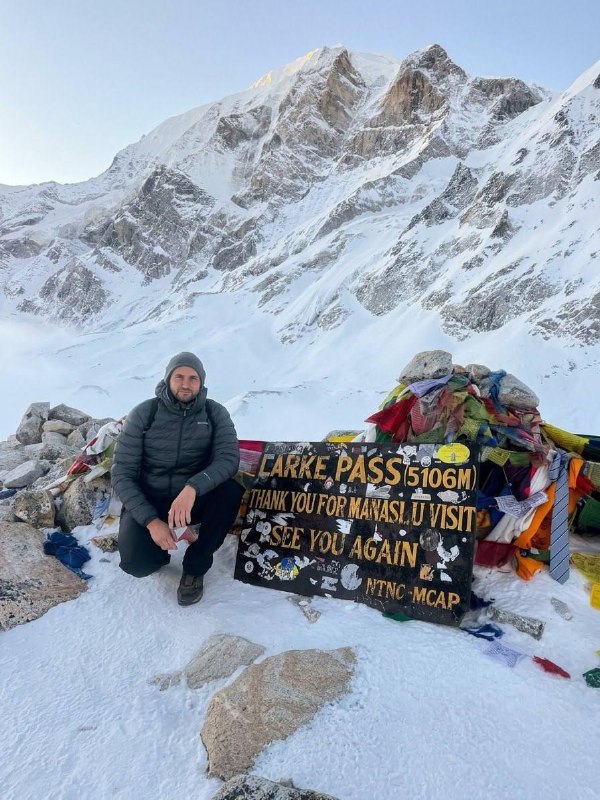 LARKE PASS (5106M)
THANK YOU FOR MANASLU VISIT
SEE YOU AGAIN
NTNC-MCAP